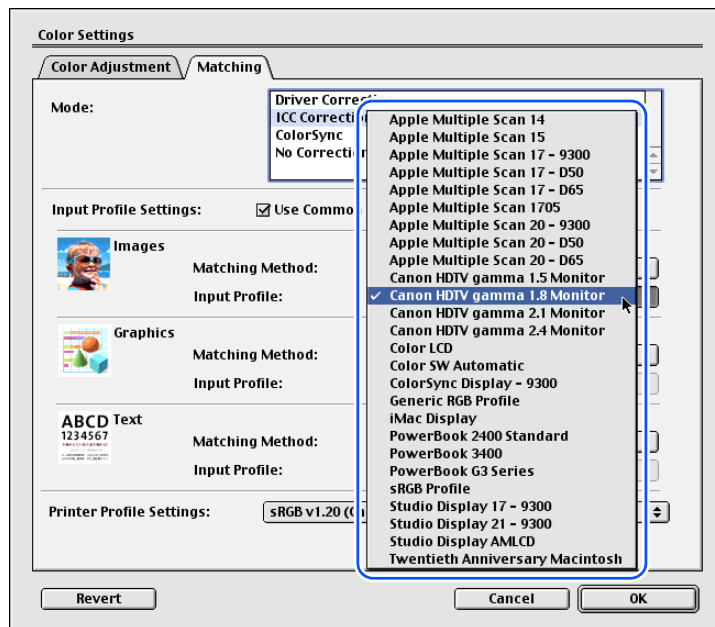 Color Settings
Color Adjustment Matching
Mode:
Driver Corre
ICC Correcti
ColorSync
No Correctio
Input Profile Settings: Use Commo
Images
Matching Method:
Input Profile:
Graphics
Matching Method:
Input Profile:
ABCD Text
1234567
Matching Method:
Input Profile:
Printer Profile Settings: sRGB v1.20 (
Apple Multiple Scan 14
Apple Multiple Scan 15
Apple Multiple Scan 17 - 9300
Apple Multiple Scan 17 - D50
Apple Multiple Scan 17 - D65
Apple Multiple Scan 1705
Apple Multiple Scan 20 - 9300
Apple Multiple Scan 20 - D50
Apple Multiple Scan 20 - D65
Canon HDTV gamma 1.5 Monitor
✓ Canon HDTV gamma 1.8 Monitor
Canon HDTV gamma 2.1 Monitor
Canon HDTV gamma 2.4 Monitor
Color LCD
Color SW Automatic
ColorSync Display - 9300
Generic RGB Profile
iMac Display
PowerBook 2400 Standard
PowerBook 3400
PowerBook G3 Series
sRGB Profile
Studio Display 17 - 9300
Studio Display 21 - 9300
Studio Display AMLCD
Twentieth Anniversary Macintosh
Revert Cancel OK